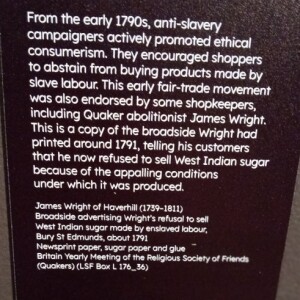 From the early 1790s, anti-slavery
campaigners actively promoted ethical
consumerism. They encouraged shoppers
to abstain from buying products made by
slave labour. This early fair-trade movement
was also endorsed by some shopkeepers,
including Quaker abolitionist James Wright.
This is a copy of the broadside Wright had
printed around 1791, telling his customers
that he now refused to sell West Indian sugar
because of the appalling conditions
under which it was produced.
James Wright of Haverhill (1739–1811)
Broadside advertising Wright's refusal to sell
West Indian sugar made by enslaved labour,
Bury St Edmunds, about 1791
Newsprint paper, sugar paper and glue
Britain Yearly Meeting of the Religious Society of Friends
(Quakers) (LSF Box L 176_36)